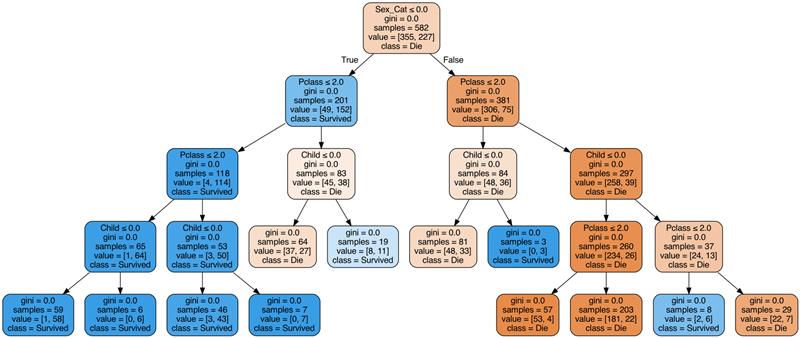 Sex_Cat ≤ 0.0
gini = 0.0
samples = 582
value = [355, 227]
class = Die
True
False
Pclass ≤ 2.0
gini = 0.0
samples = 201
value = [49, 152]
class = Survived
Pclass ≤ 2.0
gini = 0.0
samples = 381
value = [306, 75]
class = Die
Pclass ≤ 2.0
gini = 0.0
samples = 118
value = [4, 114]
class = Survived
Child ≤ 0.0
gini = 0.0
samples = 83
value = [45, 38]
class = Die
Child ≤ 0.0
gini = 0.0
samples = 84
value = [48, 36]
class = Die
Child ≤ 0.0
gini = 0.0
samples = 297
value = [258, 39]
class = Die
Child ≤ 0.0
gini = 0.0
samples = 65
value = [1, 64]
class = Survived
Child ≤ 0.0
gini = 0.0
samples = 53
value = [3, 50]
class = Survived
gini = 0.0
samples = 64
value = [37, 27]
class = Die
gini = 0.0
samples = 19
value = [8, 11]
class = Survived
gini = 0.0
samples = 81
value = [48, 33]
class = Die
gini = 0.0
samples = 3
value = [0, 3]
class = Survived
Pclass ≤ 2.0
gini = 0.0
samples = 260
value = [234, 26]
class = Die
Pclass ≤ 2.0
gini = 0.0
samples = 37
value = [24, 13]
class = Die
gini = 0.0
samples = 59
value = [1, 58]
class = Survived
gini = 0.0
samples = 6
value = [0, 6]
class = Survived
gini = 0.0
samples = 46
value = [3, 43]
class = Survived
gini = 0.0
samples = 7
value = [0, 7]
class = Survived
gini = 0.0
samples = 57
value = [53, 4]
class = Die
gini = 0.0
samples = 203
value = [181, 22]
class = Die
gini = 0.0
samples = 8
value = [2, 6]
class = Survived
gini = 0.0
samples = 29
value = [22, 7]
class = Die